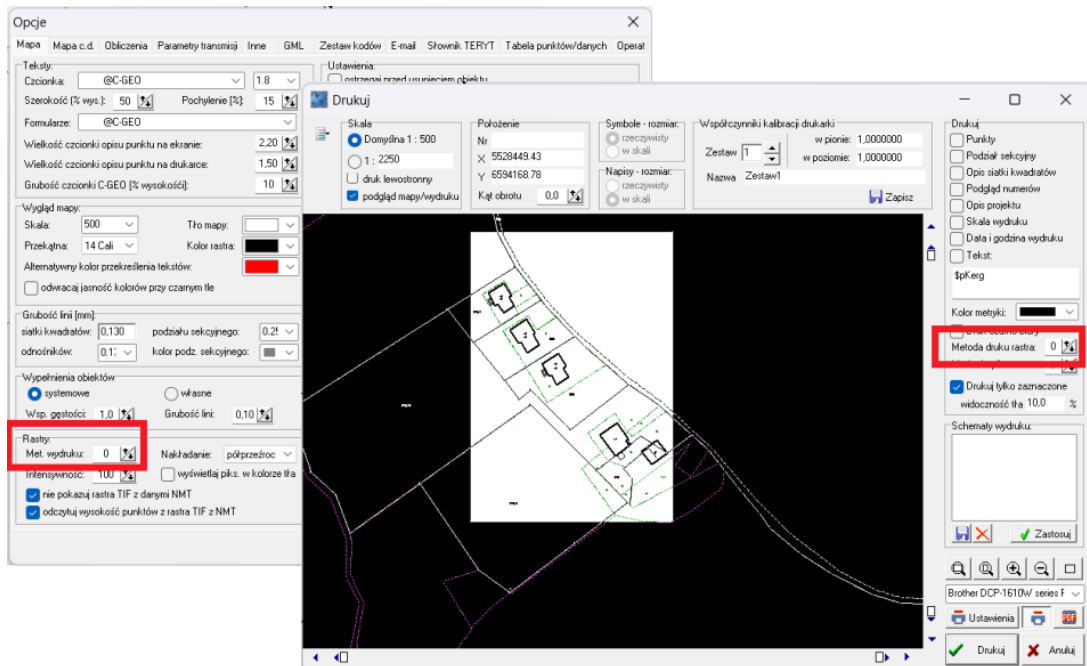 Opcje
Mapa Mapa c.d. Obliczenia Parametry transmisji Inne GML Zestaw kodów E-mail Słownik TERYT Tabela punktów/danych Operat
Teksty:
Czcionka: @C-GEO 1.8
Szerokość (% wys.): 50 Pochylenie [%]: 15
Formularze: @C-GEO
Wielkość czcionki opisu punktu na ekranie: 2,20
Wielkość czcionki opisu punktu na drukarce: 1,50
Grubość czcionki C-GEO [% wysokości]: 10
Wygląd mapy:
Skala: 500 Tło mapy:
Przekątna: 14 Cali Kolor rastra:
Alternatywny kolor przekreślenia tekstów:
odwracaj jasność kolorów przy czarnym tle
Grubość linii [mm]:
siatki kwadratów: 0,130 podziału sekcyjnego:
odnośników: kolor podz. sekcyjnego:
Wypełnienia obiektów
systemowe własne
Wsp. gęstości: 1,0 Grubość lini: 0,10
Rastry:
Met. wydruku: 0 Nakładanie: półprzeźroc
Intensywność: 100 wyświetlaj piks. w kolorze tła
nie pokazuj rastra TIF z danymi NMT
odczytuj wysokość punktów z rastra TIF z NMT
Ustawienia:
ostrzegaj przed usunięciem obiektu
Drukuj
Skala
Domyślna 1 : 500
1 : 2250
druk lewostronny
podgląd mapy/wydruku
Położenie
Nr
X 5528449.43
Y 6594168.78
Kąt obrotu 0,0
Symbole - rozmiar:
rzeczywisty
w skali
Napisy - rozmiar:
rzeczywisty
w skali
Współczynniki kalibracji drukarki
Zestaw 1
w pionie: 1,0000000
w poziomie: 1,0000000
Nazwa Zestaw1
Zapisz
Drukuj
Punkty
Podział sekcyjny
Opis siatki kwadratów
Podgląd numerów
Opis projektu
Skala wydruku
Data i godzina wydruku
Tekst:
$pKerg
Kolor metryki:
Metoda druku rastra: 0
Drukuj tylko zaznaczone
widoczność tła 10,0 %
Schematy wydruku:
Zastosuj
Brother DCP-1610W series F
Ustawienia PDF
Drukuj Anuluj